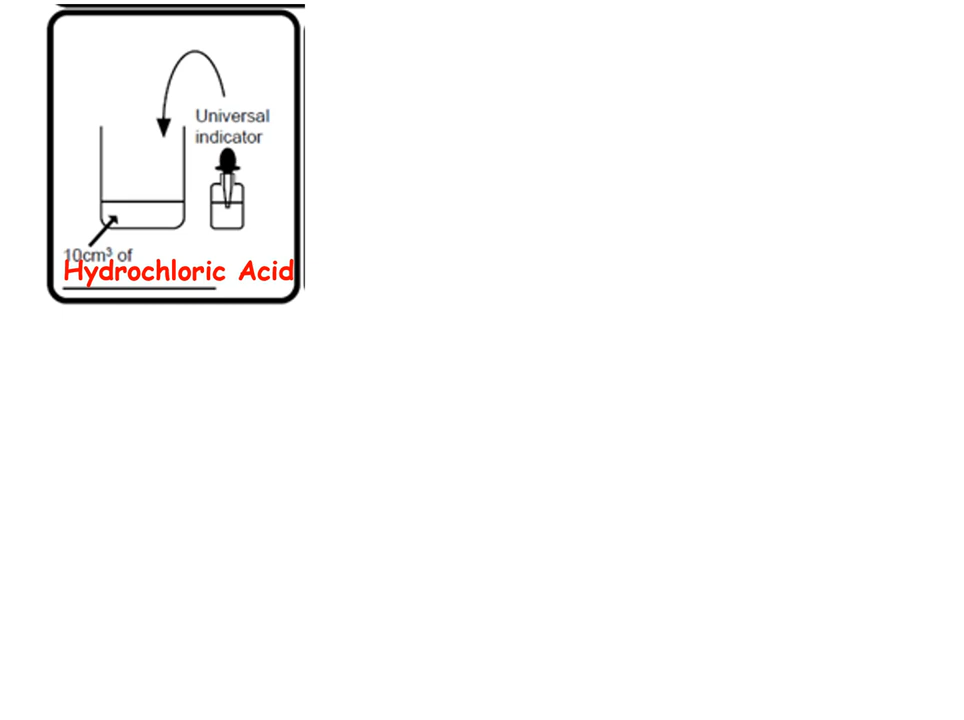 Universal
indicator
10cm³ of
Hydrochloric Acid